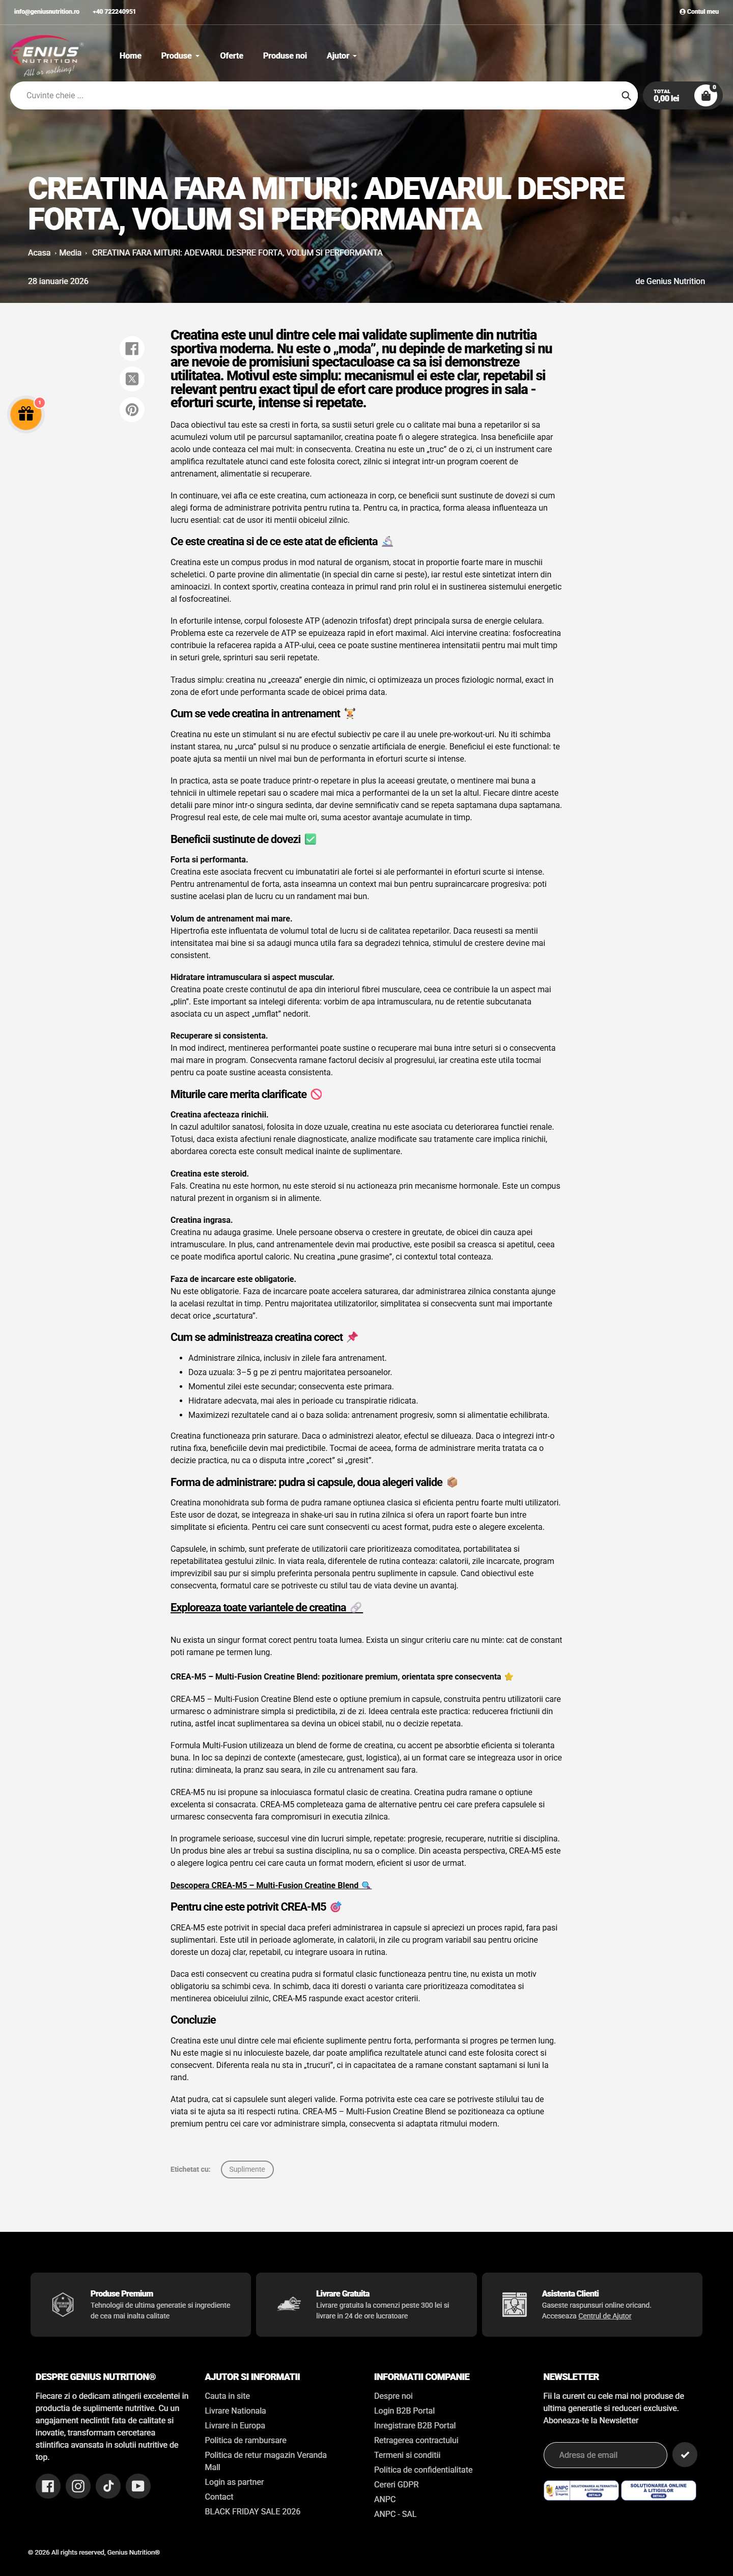 info@geniusnutrition.ro +40 722240951 Contul meu
GENIUS
NUTRITION
All or nothing!
Home Produse Oferte Produse noi Ajutor
Cuvinte cheie ...
TOTAL
0,00 lei
0
CREATINA FARA MITURI: ADEVARUL DESPRE
FORTA, VOLUM SI PERFORMANTA
Acasa · Media · CREATINA FARA MITURI: ADEVARUL DESPRE FORTA, VOLUM SI PERFORMANTA
28 ianuarie 2026 de Genius Nutrition
1
Creatina este unul dintre cele mai validate suplimente din nutritia
sportiva moderna. Nu este o „moda”, nu depinde de marketing si nu
are nevoie de promisiuni spectaculoase ca sa isi demonstreze
utilitatea. Motivul este simplu: mecanismul ei este clar, repetabil si
relevant pentru exact tipul de efort care produce progres in sala -
eforturi scurte, intense si repetate.
Daca obiectivul tau este sa cresti in forta, sa sustii seturi grele cu o calitate mai buna a repetarilor si sa
acumulezi volum util pe parcursul saptamanilor, creatina poate fi o alegere strategica. Insa beneficiile apar
acolo unde conteaza cel mai mult: in consecventa. Creatina nu este un „truc” de o zi, ci un instrument care
amplifica rezultatele atunci cand este folosita corect, zilnic si integrat intr-un program coerent de
antrenament, alimentatie si recuperare.
In continuare, vei afla ce este creatina, cum actioneaza in corp, ce beneficii sunt sustinute de dovezi si cum
alegi forma de administrare potrivita pentru rutina ta. Pentru ca, in practica, forma aleasa influenteaza un
lucru esential: cat de usor iti mentii obiceiul zilnic.
Ce este creatina si de ce este atat de eficienta 🔬
Creatina este un compus produs in mod natural de organism, stocat in proportie foarte mare in muschii
scheletici. O parte provine din alimentatie (in special din carne si peste), iar restul este sintetizat intern din
aminoacizi. In context sportiv, creatina conteaza in primul rand prin rolul ei in sustinerea sistemului energetic
al fosfocreatinei.
In eforturile intense, corpul foloseste ATP (adenozin trifosfat) drept principala sursa de energie celulara.
Problema este ca rezervele de ATP se epuizeaza rapid in efort maximal. Aici intervine creatina: fosfocreatina
contribuie la refacerea rapida a ATP-ului, ceea ce poate sustine mentinerea intensitatii pentru mai mult timp
in seturi grele, sprinturi sau serii repetate.
Tradus simplu: creatina nu „creeaza” energie din nimic, ci optimizeaza un proces fiziologic normal, exact in
zona de efort unde performanta scade de obicei prima data.
Cum se vede creatina in antrenament 🏋️
Creatina nu este un stimulant si nu are efectul subiectiv pe care il au unele pre-workout-uri. Nu iti schimba
instant starea, nu „urca” pulsul si nu produce o senzatie artificiala de energie. Beneficiul ei este functional: te
poate ajuta sa mentii un nivel mai bun de performanta in eforturi scurte si intense.
In practica, asta se poate traduce printr-o repetare in plus la aceeasi greutate, o mentinere mai buna a
tehnicii in ultimele repetari sau o scadere mai mica a performantei de la un set la altul. Fiecare dintre aceste
detalii pare minor intr-o singura sedinta, dar devine semnificativ cand se repeta saptamana dupa saptamana.
Progresul real este, de cele mai multe ori, suma acestor avantaje acumulate in timp.
Beneficii sustinute de dovezi ✅
Forta si performanta.
Creatina este asociata frecvent cu imbunatatiri ale fortei si ale performantei in eforturi scurte si intense.
Pentru antrenamentul de forta, asta inseamna un context mai bun pentru supraincarcare progresiva: poti
sustine acelasi plan de lucru cu un randament mai bun.
Volum de antrenament mai mare.
Hipertrofia este influentata de volumul total de lucru si de calitatea repetarilor. Daca reusesti sa mentii
intensitatea mai bine si sa adaugi munca utila fara sa degradezi tehnica, stimulul de crestere devine mai
consistent.
Hidratare intramusculara si aspect muscular.
Creatina poate creste continutul de apa din interiorul fibrei musculare, ceea ce contribuie la un aspect mai
„plin”. Este important sa intelegi diferenta: vorbim de apa intramusculara, nu de retentie subcutanata
asociata cu un aspect „umflat” nedorit.
Recuperare si consistenta.
In mod indirect, mentinerea performantei poate sustine o recuperare mai buna intre seturi si o consecventa
mai mare in program. Consecventa ramane factorul decisiv al progresului, iar creatina este utila tocmai
pentru ca poate sustine aceasta consistenta.
Miturile care merita clarificate 🚫
Creatina afecteaza rinichii.
In cazul adultilor sanatosi, folosita in doze uzuale, creatina nu este asociata cu deteriorarea functiei renale.
Totusi, daca exista afectiuni renale diagnosticate, analize modificate sau tratamente care implica rinichii,
abordarea corecta este consult medical inainte de suplimentare.
Creatina este steroid.
Fals. Creatina nu este hormon, nu este steroid si nu actioneaza prin mecanisme hormonale. Este un compus
natural prezent in organism si in alimente.
Creatina ingrasa.
Creatina nu adauga grasime. Unele persoane observa o crestere in greutate, de obicei din cauza apei
intramusculare. In plus, cand antrenamentele devin mai productive, este posibil sa creasca si apetitul, ceea
ce poate modifica aportul caloric. Nu creatina „pune grasime”, ci contextul total conteaza.
Faza de incarcare este obligatorie.
Nu este obligatorie. Faza de incarcare poate accelera saturarea, dar administrarea zilnica constanta ajunge
la acelasi rezultat in timp. Pentru majoritatea utilizatorilor, simplitatea si consecventa sunt mai importante
decat orice „scurtatura”.
Cum se administreaza creatina corect 📌
• Administrare zilnica, inclusiv in zilele fara antrenament.
• Doza uzuala: 3–5 g pe zi pentru majoritatea persoanelor.
• Momentul zilei este secundar; consecventa este primara.
• Hidratare adecvata, mai ales in perioade cu transpiratie ridicata.
• Maximizezi rezultatele cand ai o baza solida: antrenament progresiv, somn si alimentatie echilibrata.
Creatina functioneaza prin saturare. Daca o administrezi aleator, efectul se dilueaza. Daca o integrezi intr-o
rutina fixa, beneficiile devin mai predictibile. Tocmai de aceea, forma de administrare merita tratata ca o
decizie practica, nu ca o disputa intre „corect” si „gresit”.
Forma de administrare: pudra si capsule, doua alegeri valide 📦
Creatina monohidrata sub forma de pudra ramane optiunea clasica si eficienta pentru foarte multi utilizatori.
Este usor de dozat, se integreaza in shake-uri sau in rutina zilnica si ofera un raport foarte bun intre
simplitate si eficienta. Pentru cei care sunt consecventi cu acest format, pudra este o alegere excelenta.
Capsulele, in schimb, sunt preferate de utilizatorii care prioritizeaza comoditatea, portabilitatea si
repetabilitatea gestului zilnic. In viata reala, diferentele de rutina conteaza: calatorii, zile incarcate, program
imprevizibil sau pur si simplu preferinta personala pentru suplimente in capsule. Cand obiectivul este
consecventa, formatul care se potriveste cu stilul tau de viata devine un avantaj.
Exploreaza toate variantele de creatina 🔗
Nu exista un singur format corect pentru toata lumea. Exista un singur criteriu care nu minte: cat de constant
poti ramane pe termen lung.
CREA-M5 – Multi-Fusion Creatine Blend: pozitionare premium, orientata spre consecventa ⭐
CREA-M5 – Multi-Fusion Creatine Blend este o optiune premium in capsule, construita pentru utilizatorii care
urmaresc o administrare simpla si predictibila, zi de zi. Ideea centrala este practica: reducerea frictiunii din
rutina, astfel incat suplimentarea sa devina un obicei stabil, nu o decizie repetata.
Formula Multi-Fusion utilizeaza un blend de forme de creatina, cu accent pe absorbtie eficienta si toleranta
buna. In loc sa depinzi de contexte (amestecare, gust, logistica), ai un format care se integreaza usor in orice
rutina: dimineata, la pranz sau seara, in zile cu antrenament sau fara.
CREA-M5 nu isi propune sa inlocuiasca formatul clasic de creatina. Creatina pudra ramane o optiune
excelenta si consacrata. CREA-M5 completeaza gama de alternative pentru cei care prefera capsulele si
urmaresc consecventa fara compromisuri in executia zilnica.
In programele serioase, succesul vine din lucruri simple, repetate: progresie, recuperare, nutritie si disciplina.
Un produs bine ales ar trebui sa sustina disciplina, nu sa o complice. Din aceasta perspectiva, CREA-M5 este
o alegere logica pentru cei care cauta un format modern, eficient si usor de urmat.
Descopera CREA-M5 – Multi-Fusion Creatine Blend 🔍
Pentru cine este potrivit CREA-M5 🎯
CREA-M5 este potrivit in special daca preferi administrarea in capsule si apreciezi un proces rapid, fara pasi
suplimentari. Este util in perioade aglomerate, in calatorii, in zile cu program variabil sau pentru oricine
doreste un dozaj clar, repetabil, cu integrare usoara in rutina.
Daca esti consecvent cu creatina pudra si formatul clasic functioneaza pentru tine, nu exista un motiv
obligatoriu sa schimbi ceva. In schimb, daca iti doresti o varianta care prioritizeaza comoditatea si
mentinerea obiceiului zilnic, CREA-M5 raspunde exact acestor criterii.
Concluzie
Creatina este unul dintre cele mai eficiente suplimente pentru forta, performanta si progres pe termen lung.
Nu este magie si nu inlocuieste bazele, dar poate amplifica rezultatele atunci cand este folosita corect si
consecvent. Diferenta reala nu sta in „trucuri”, ci in capacitatea de a ramane constant saptamani si luni la
rand.
Atat pudra, cat si capsulele sunt alegeri valide. Forma potrivita este cea care se potriveste stilului tau de
viata si te ajuta sa iti respecti rutina. CREA-M5 – Multi-Fusion Creatine Blend se pozitioneaza ca optiune
premium pentru cei care vor administrare simpla, consecventa si adaptata ritmului modern.
Etichetat cu: Suplimente
Produse Premium
Tehnologii de ultima generatie si ingrediente
de cea mai inalta calitate
Livrare Gratuita
Livrare gratuita la comenzi peste 300 lei si
livrare in 24 de ore lucratoare
Asistenta Clienti
Gaseste raspunsuri online oricand.
Acceseaza Centrul de Ajutor
DESPRE GENIUS NUTRITION®
Fiecare zi o dedicam atingerii excelentei in
productia de suplimente nutritive. Cu un
angajament neclintit fata de calitate si
inovatie, transformam cercetarea
stiintifica avansata in solutii nutritive de
top.
AJUTOR SI INFORMATII
Cauta in site
Livrare Nationala
Livrare in Europa
Politica de rambursare
Politica de retur magazin Veranda
Mall
Login as partner
Contact
BLACK FRIDAY SALE 2026
INFORMATII COMPANIE
Despre noi
Login B2B Portal
Inregistrare B2B Portal
Retragerea contractului
Termeni si conditii
Politica de confidentialitate
Cereri GDPR
ANPC
ANPC - SAL
NEWSLETTER
Fii la curent cu cele mai noi produse de
ultima generatie si reduceri exclusive.
Aboneaza-te la Newsletter
Adresa de email
ANPC
SOLUTIONAREA ALTERNATIVA
A LITIGIILOR
DETALII
SOLUȚIONAREA ONLINE
A LITIGIILOR
DETALII
© 2026 All rights reserved, Genius Nutrition®